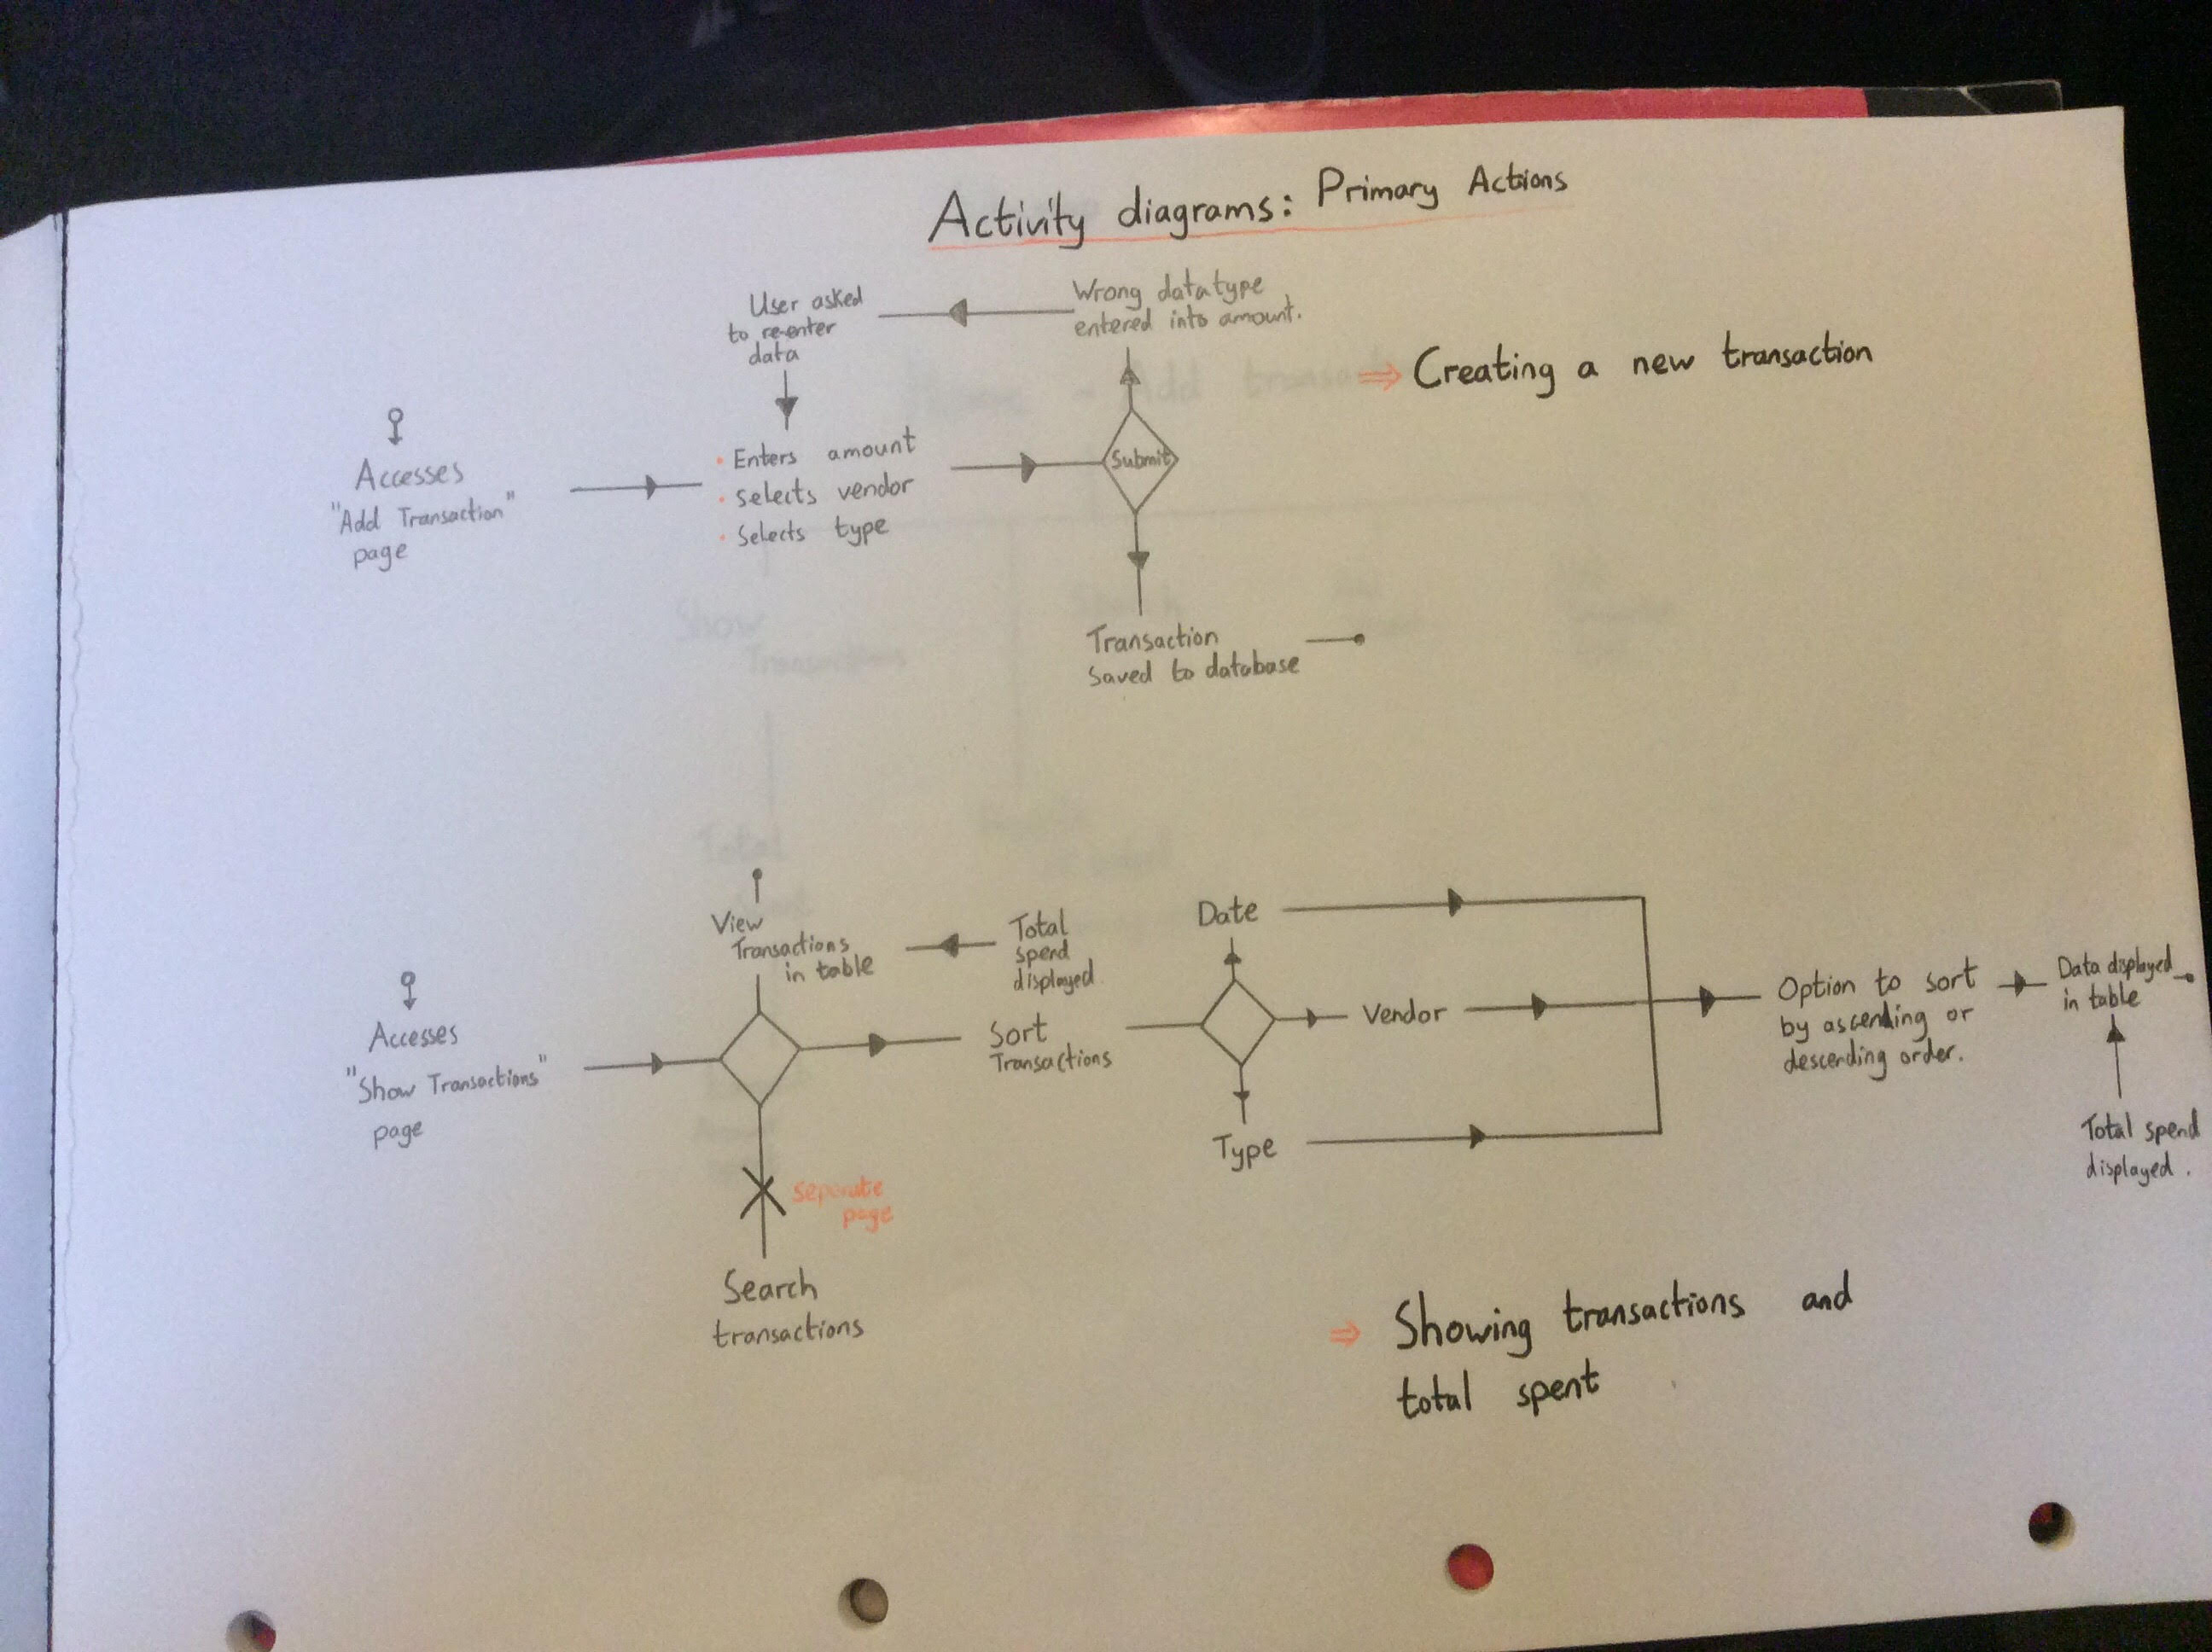 Activity diagrams: Primary Actions
User asked
to re-enter
data
Wrong datatype
entered into amount.
⇒ Creating a new transaction
Accesses
"Add Transaction"
page
• Enters amount
• Selects vendor
• Selects type
Submit
Transaction
Saved to database
View
Transactions
in table
Total
spend
displayed.
Date
Accesses
"Show Transactions"
page
Sort
Transactions
Vendor
Type
Option to sort
by ascending or
descending order.
Data displayed
in table
Total spend
displayed.
seperate
page
Search
transactions
⇒ Showing transactions and
total spent